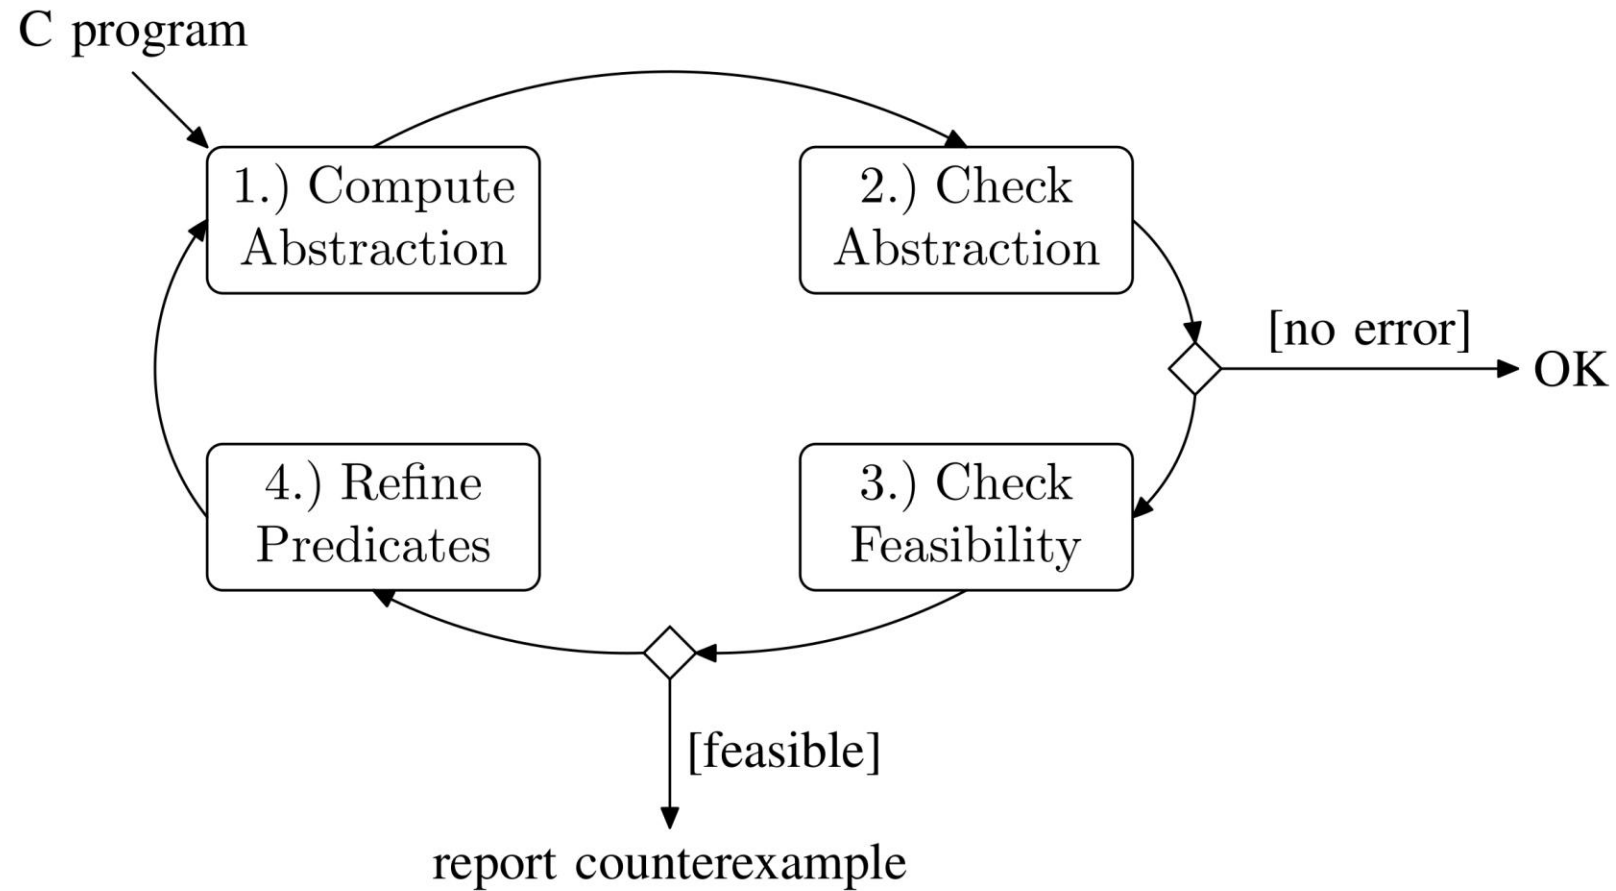 C program
1.) Compute
Abstraction
2.) Check
Abstraction
[no error]
OK
3.) Check
Feasibility
4.) Refine
Predicates
[feasible]
report counterexample